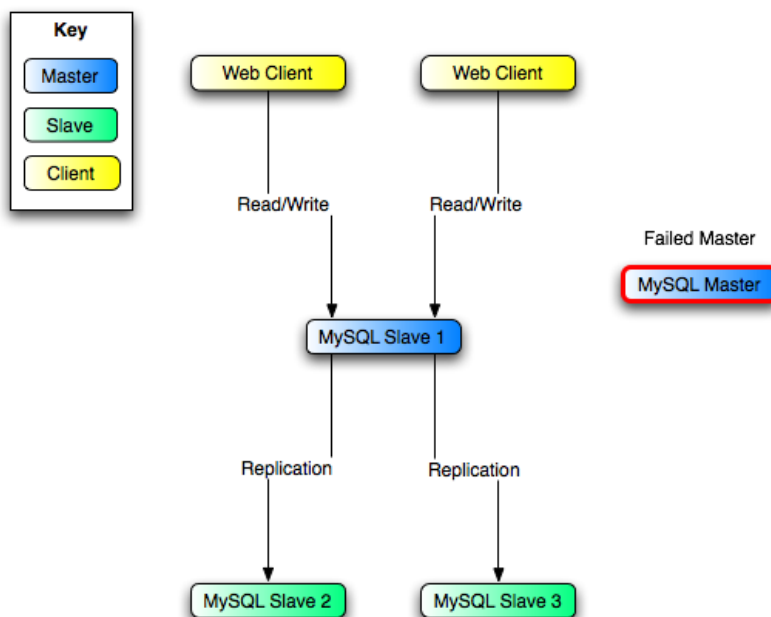 Key
Master
Slave
Client
Web Client
Web Client
Read/Write
Read/Write
Failed Master
MySQL Master
MySQL Slave 1
Replication
Replication
MySQL Slave 2
MySQL Slave 3